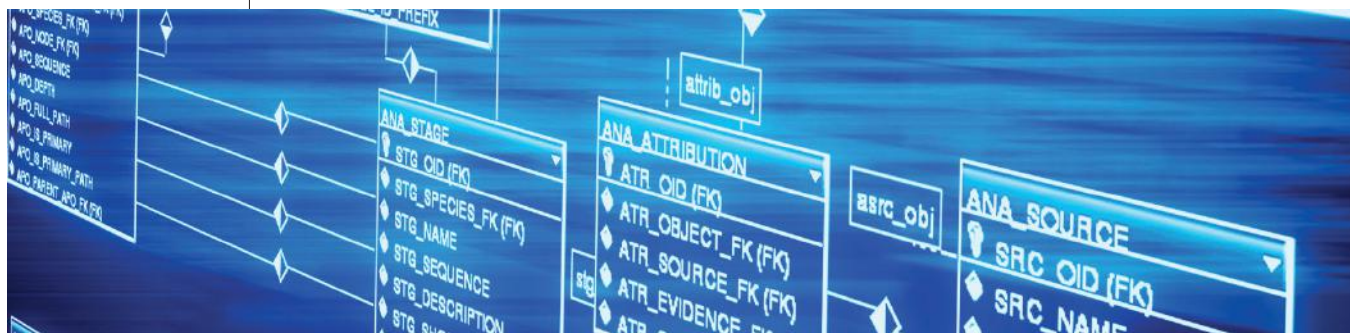 APO_SPECIES_FK (FK)
APO_NODE_FK (FK)
APO_SEQUENCE
APO_DEPTH
APO_FULL_PATH
APO_IS_PRIMARY
APO_IS_PRIMARY_PATH
APO_PARENT_APO_FK (FK)
PREFIX
ANA_STAGE
STG_OID (FK)
STG_SPECIES_FK (FK)
STG_NAME
STG_SEQUENCE
STG_DESCRIPTION
stg
attrib_obj
ANA_ATTRIBUTION
ATR_OID (FK)
ATR_OBJECT_FK (FK)
ATR_SOURCE_FK (FK)
ATR_EVIDENCE_FK
asrc_obj
ANA_SOURCE
SRC_OID (FK)
SRC_NAME